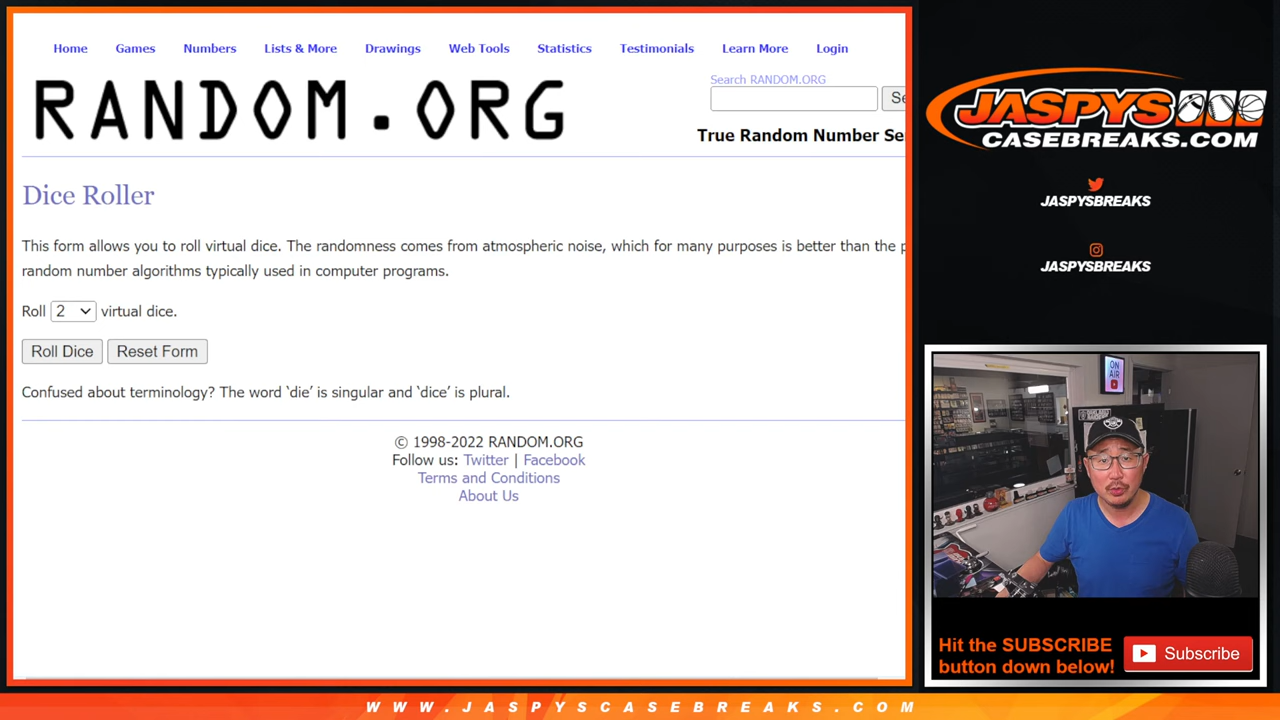 Home Games Numbers Lists & More Drawings Web Tools Statistics Testimonials Learn More Login
RANDOM.ORG
Search RANDOM.ORG
Se
True Random Number Se
Dice Roller
This form allows you to roll virtual dice. The randomness comes from atmospheric noise, which for many purposes is better than the p
random number algorithms typically used in computer programs.
Roll 2 virtual dice.
Roll Dice Reset Form
Confused about terminology? The word ‘die’ is singular and ‘dice’ is plural.
© 1998-2022 RANDOM.ORG
Follow us: Twitter | Facebook
Terms and Conditions
About Us
JASPYS
CASEBREAKS.COM
JASPYSBREAKS
JASPYSBREAKS
ON
AIR
Hit the SUBSCRIBE
button down below!
Subscribe
WWW.JASPYSCASEBREAKS.COM